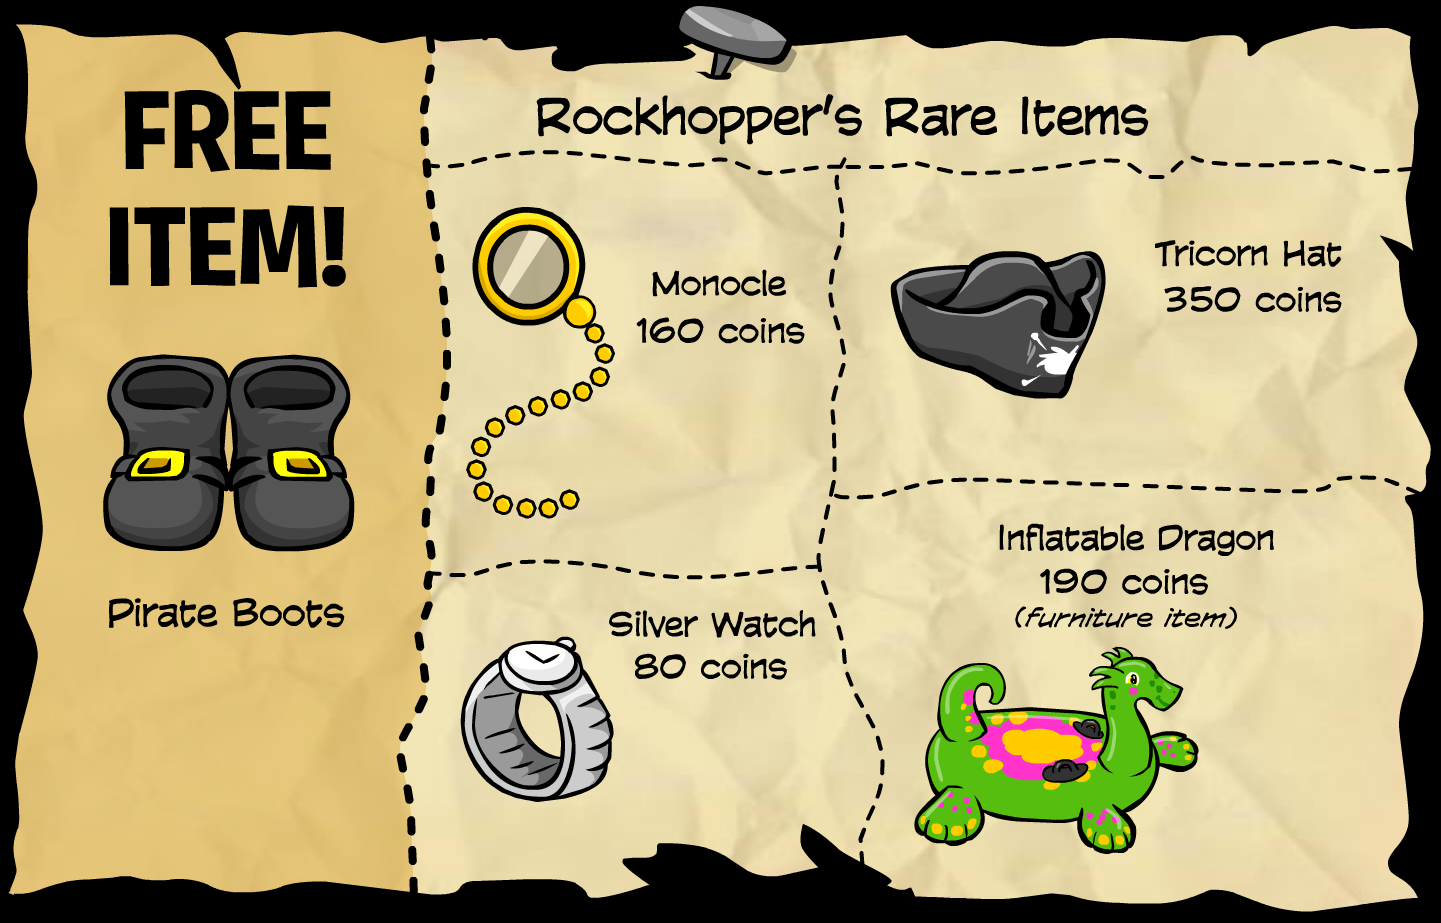 FREE
ITEM!
Pirate Boots
Rockhopper's Rare Items
Monocle
160 coins
Tricorn Hat
350 coins
Silver Watch
80 coins
Inflatable Dragon
190 coins
(furniture item)